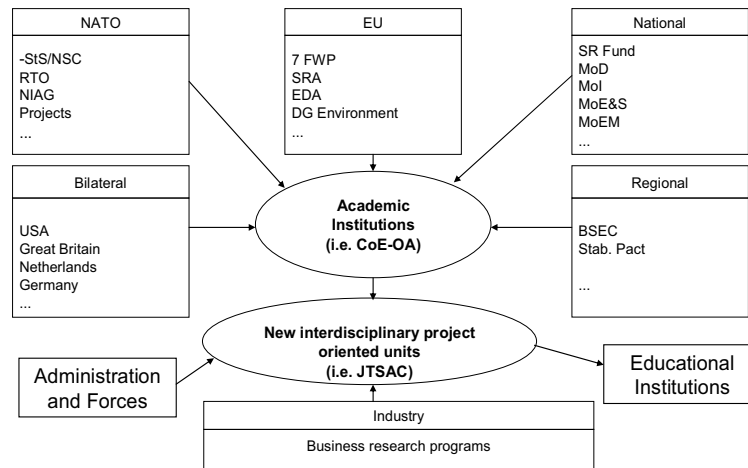 NATO
-StS/NSC
RTO
NIAG
Projects
...
EU
7 FWP
SRA
EDA
DG Environment
...
National
SR Fund
MoD
MoI
MoE&S
MoEM
...
Bilateral
USA
Great Britain
Netherlands
Germany
...
Academic
Institutions
(i.e. CoE-OA)
Regional
BSEC
Stab. Pact
...
New interdisciplinary project
oriented units
(i.e. JTSAC)
Administration
and Forces
Educational
Institutions
Industry
Business research programs